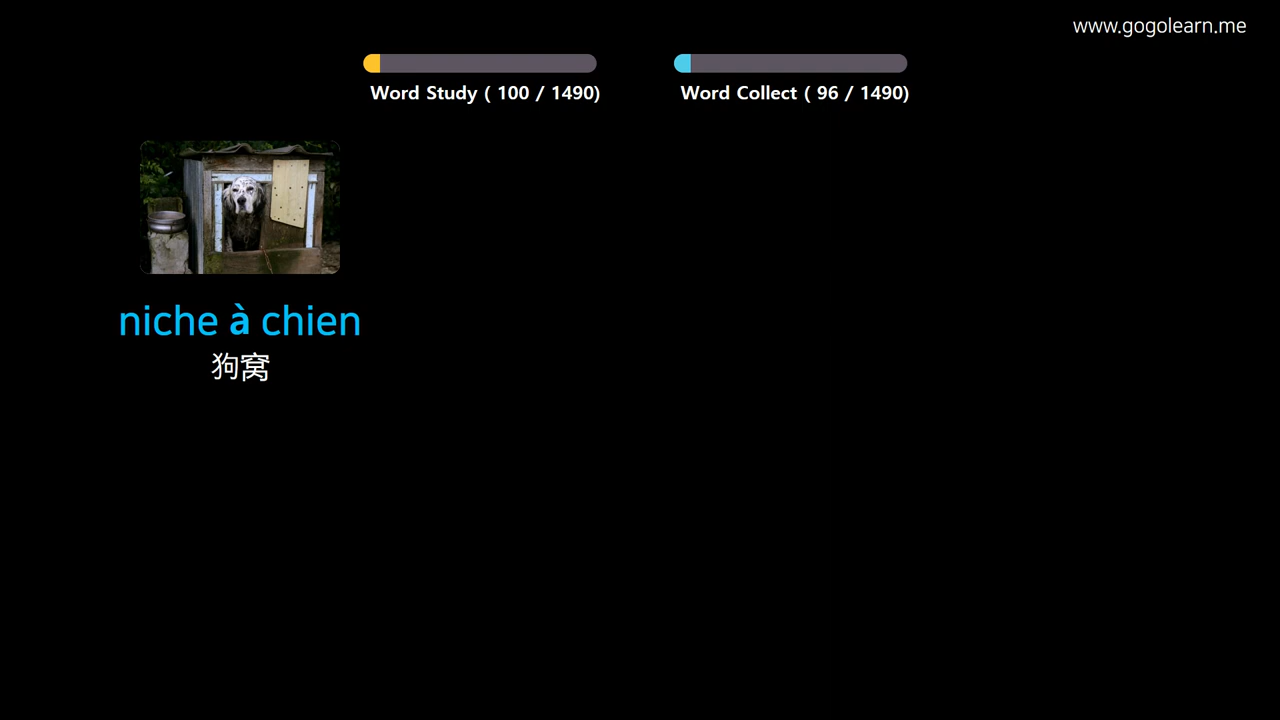 www.gogolearn.me
Word Study ( 100 / 1490)
Word Collect ( 96 / 1490)
niche à chien
狗窝